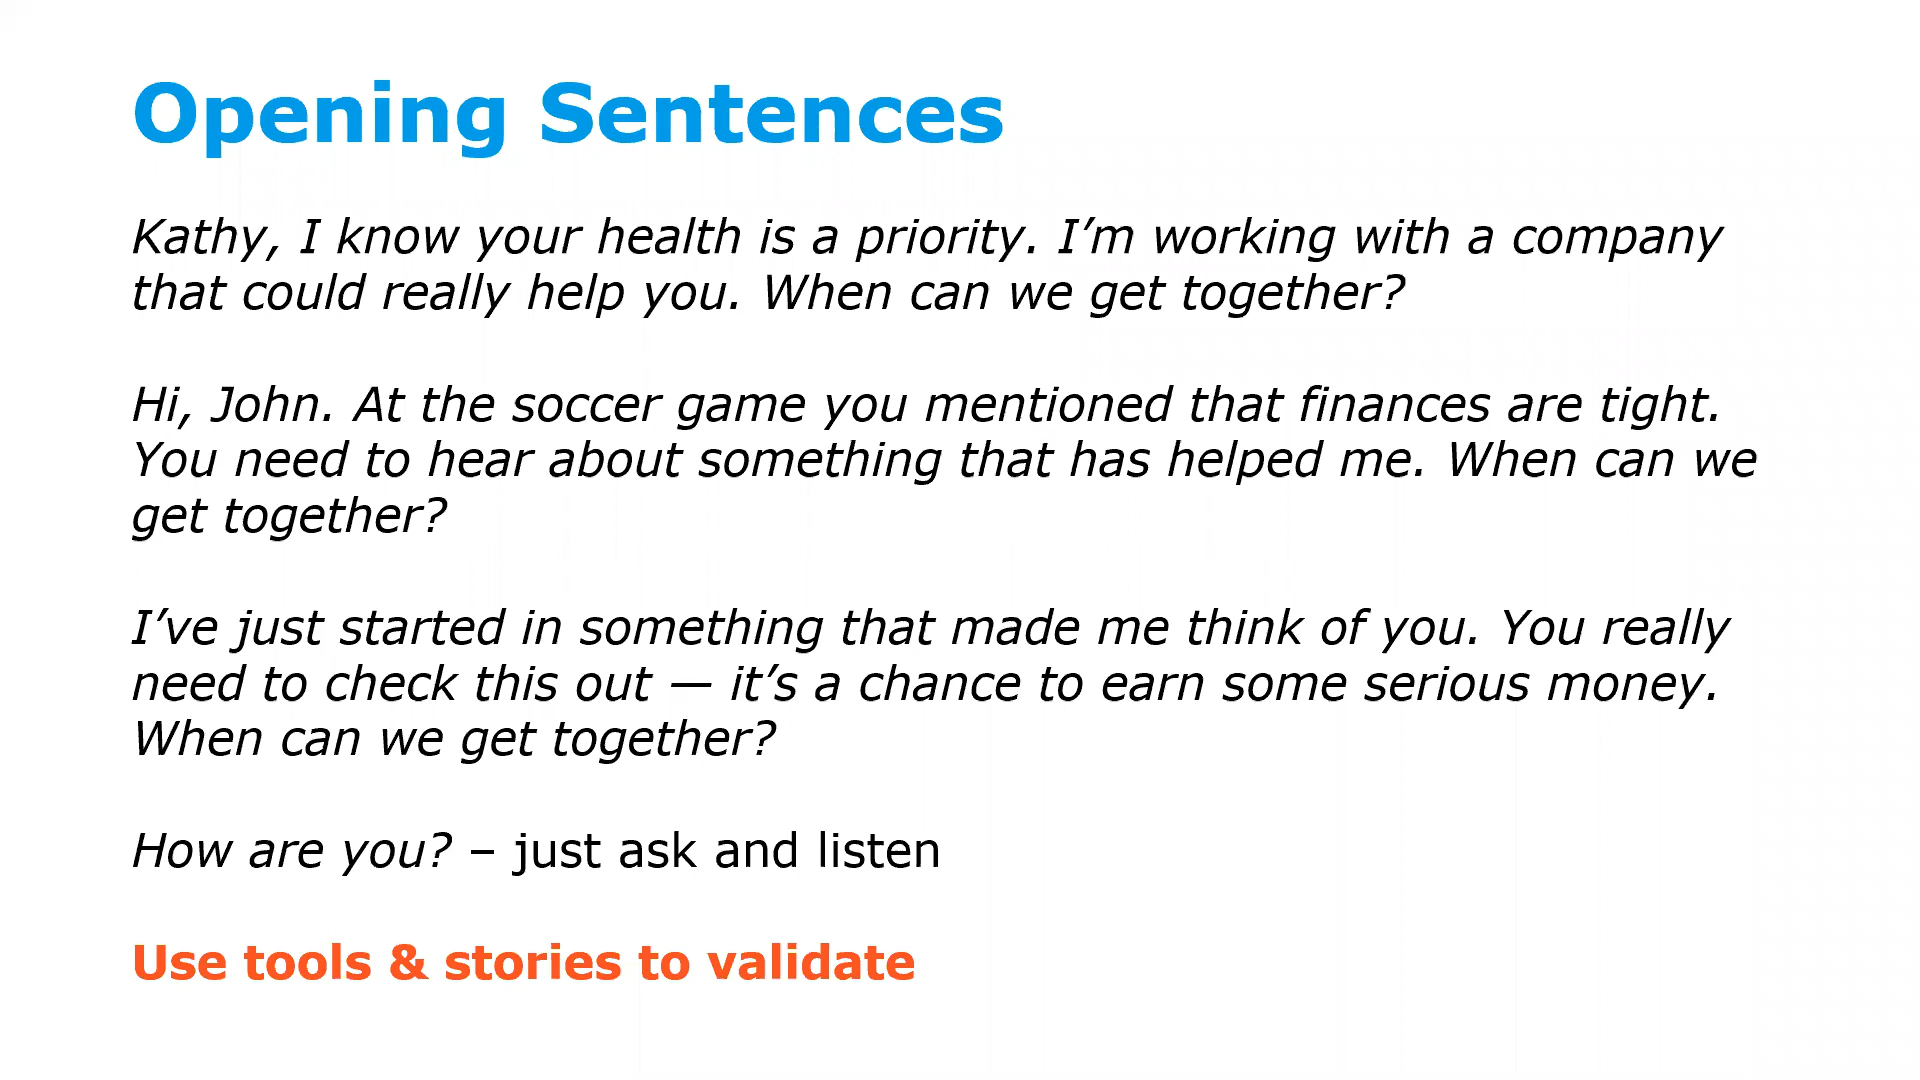 Opening Sentences
Kathy, I know your health is a priority. I’m working with a company
that could really help you. When can we get together?
Hi, John. At the soccer game you mentioned that finances are tight.
You need to hear about something that has helped me. When can we
get together?
I’ve just started in something that made me think of you. You really
need to check this out — it’s a chance to earn some serious money.
When can we get together?
How are you? – just ask and listen
Use tools & stories to validate